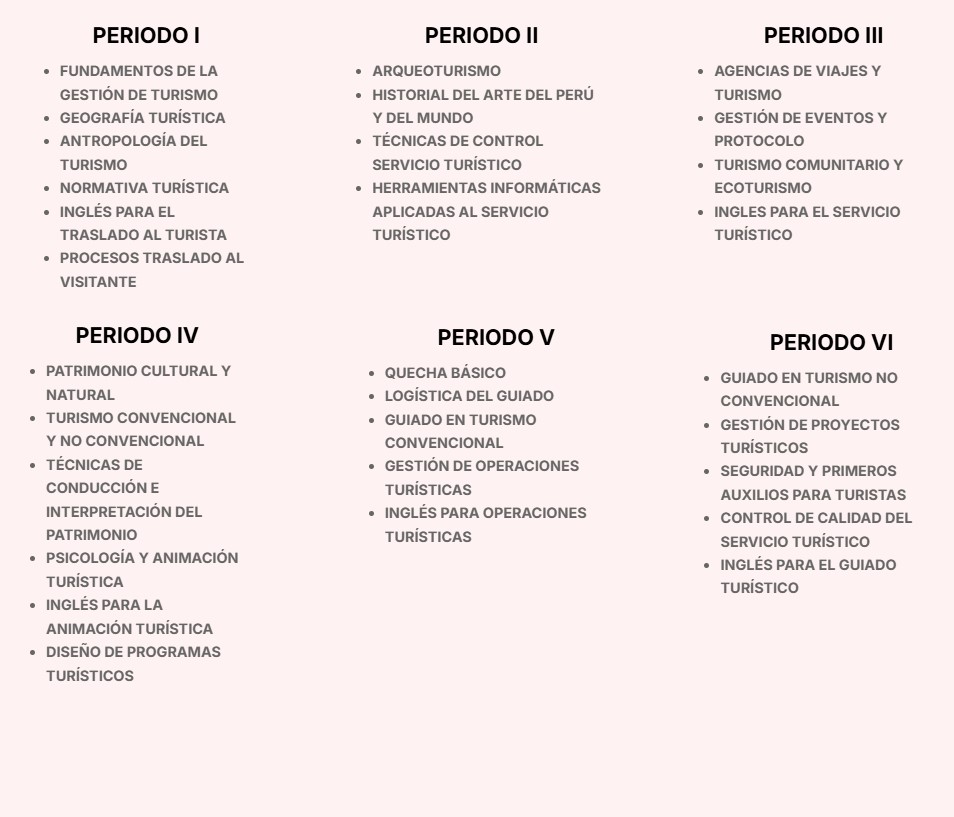 PERIODO I
FUNDAMENTOS DE LA
GESTIÓN DE TURISMO
GEOGRAFÍA TURÍSTICA
ANTROPOLOGÍA DEL
TURISMO
NORMATIVA TURÍSTICA
INGLÉS PARA EL
TRASLADO AL TURISTA
PROCESOS TRASLADO AL
VISITANTE
PERIODO II
ARQUEOTURISMO
HISTORIAL DEL ARTE DEL PERÚ
Y DEL MUNDO
TÉCNICAS DE CONTROL
SERVICIO TURÍSTICO
HERRAMIENTAS INFORMÁTICAS
APLICADAS AL SERVICIO
TURÍSTICO
PERIODO III
AGENCIAS DE VIAJES Y
TURISMO
GESTIÓN DE EVENTOS Y
PROTOCOLO
TURISMO COMUNITARIO Y
ECOTURISMO
INGLES PARA EL SERVICIO
TURÍSTICO
PERIODO IV
PATRIMONIO CULTURAL Y
NATURAL
TURISMO CONVENCIONAL
Y NO CONVENCIONAL
TÉCNICAS DE
CONDUCCIÓN E
INTERPRETACIÓN DEL
PATRIMONIO
PSICOLOGÍA Y ANIMACIÓN
TURÍSTICA
INGLÉS PARA LA
ANIMACIÓN TURÍSTICA
DISEÑO DE PROGRAMAS
TURÍSTICOS
PERIODO V
QUECHA BÁSICO
LOGÍSTICA DEL GUIADO
GUIADO EN TURISMO
CONVENCIONAL
GESTIÓN DE OPERACIONES
TURÍSTICAS
INGLÉS PARA OPERACIONES
TURÍSTICAS
PERIODO VI
GUIADO EN TURISMO NO
CONVENCIONAL
GESTIÓN DE PROYECTOS
TURÍSTICOS
SEGURIDAD Y PRIMEROS
AUXILIOS PARA TURISTAS
CONTROL DE CALIDAD DEL
SERVICIO TURÍSTICO
INGLÉS PARA EL GUIADO
TURÍSTICO